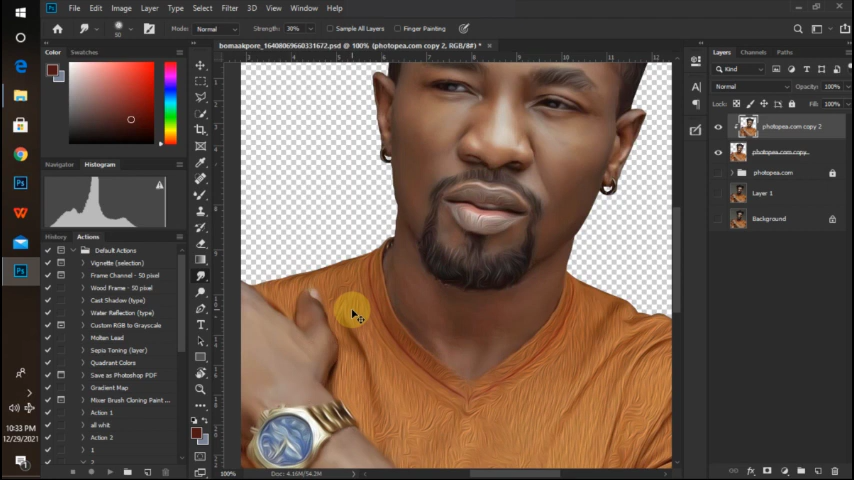 File Edit Image Layer Type Select Filter 3D View Window Help
50 Mode: Normal Strength: 30% Sample All Layers Finger Painting
bomaakpore_16408069660331672.psd @ 100% (photopea.com copy 2, RGB/8#) *
Color Swatches
Navigator Histogram
History Actions
Default Actions
Vignette (selection)
Frame Channel - 50 pixel
Wood Frame - 50 pixel
Cast Shadow (type)
Water Reflection (type)
Custom RGB to Grayscale
Molten Lead
Sepia Toning (layer)
Quadrant Colors
Save as Photoshop PDF
Gradient Map
Mixer Brush Cloning Paint ...
Action 1
all whit
Action 2
1
2
100% Doc: 4.16M/54.2M
Layers Channels Paths
Kind
Normal Opacity: 100%
Lock: Fill: 100%
photopea.com copy 2
photopea.com copy
photopea.com
Layer 1
Background
10:33 PM
12/29/2021